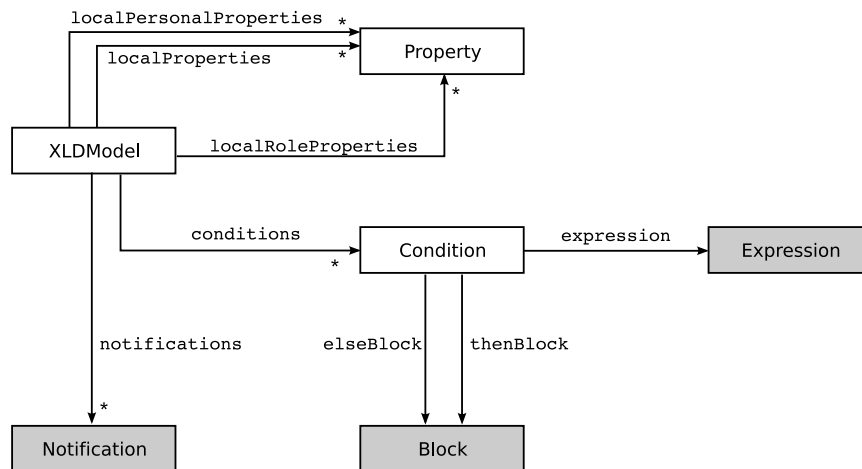 localPersonalProperties
*
Property
localProperties
*
*
XLDModel
localRoleProperties
conditions
*
Condition
expression
Expression
notifications
elseBlock
thenBlock
*
Notification
Block